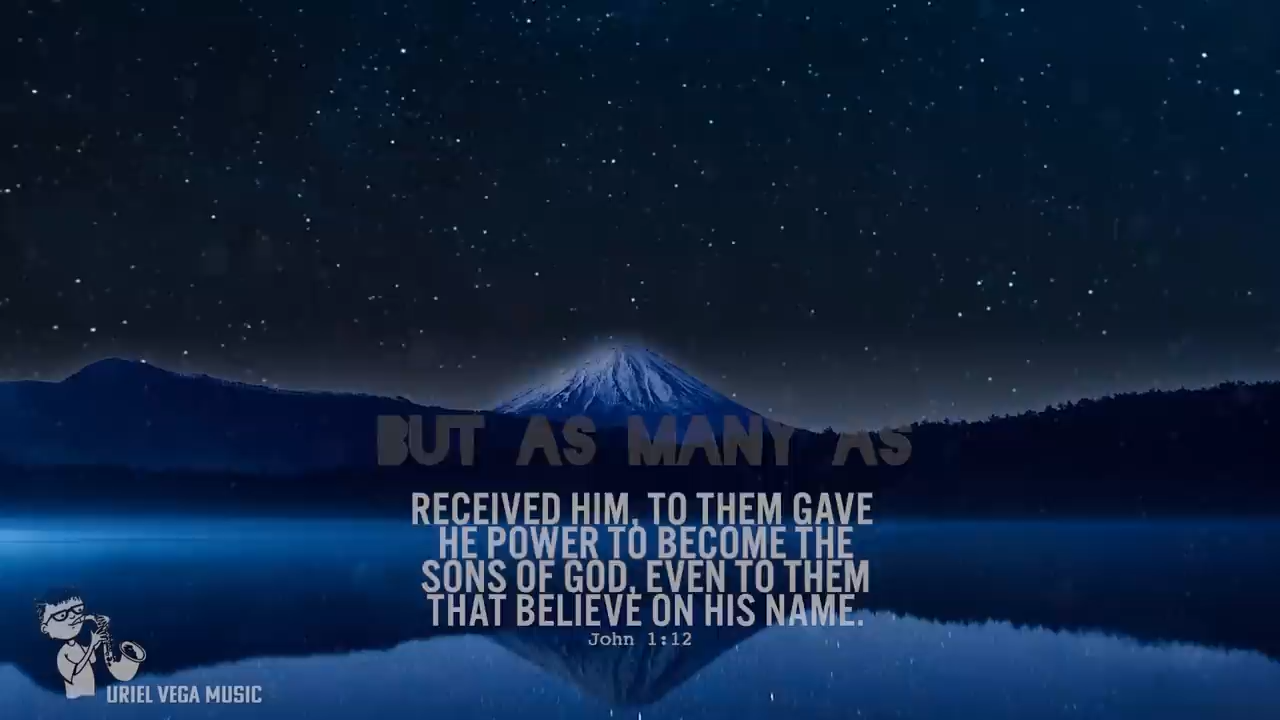 BUT AS MANY AS
RECEIVED HIM, TO THEM GAVE
HE POWER TO BECOME THE
SONS OF GOD, EVEN TO THEM
THAT BELIEVE ON HIS NAME.
John 1:12
URIEL VEGA MUSIC